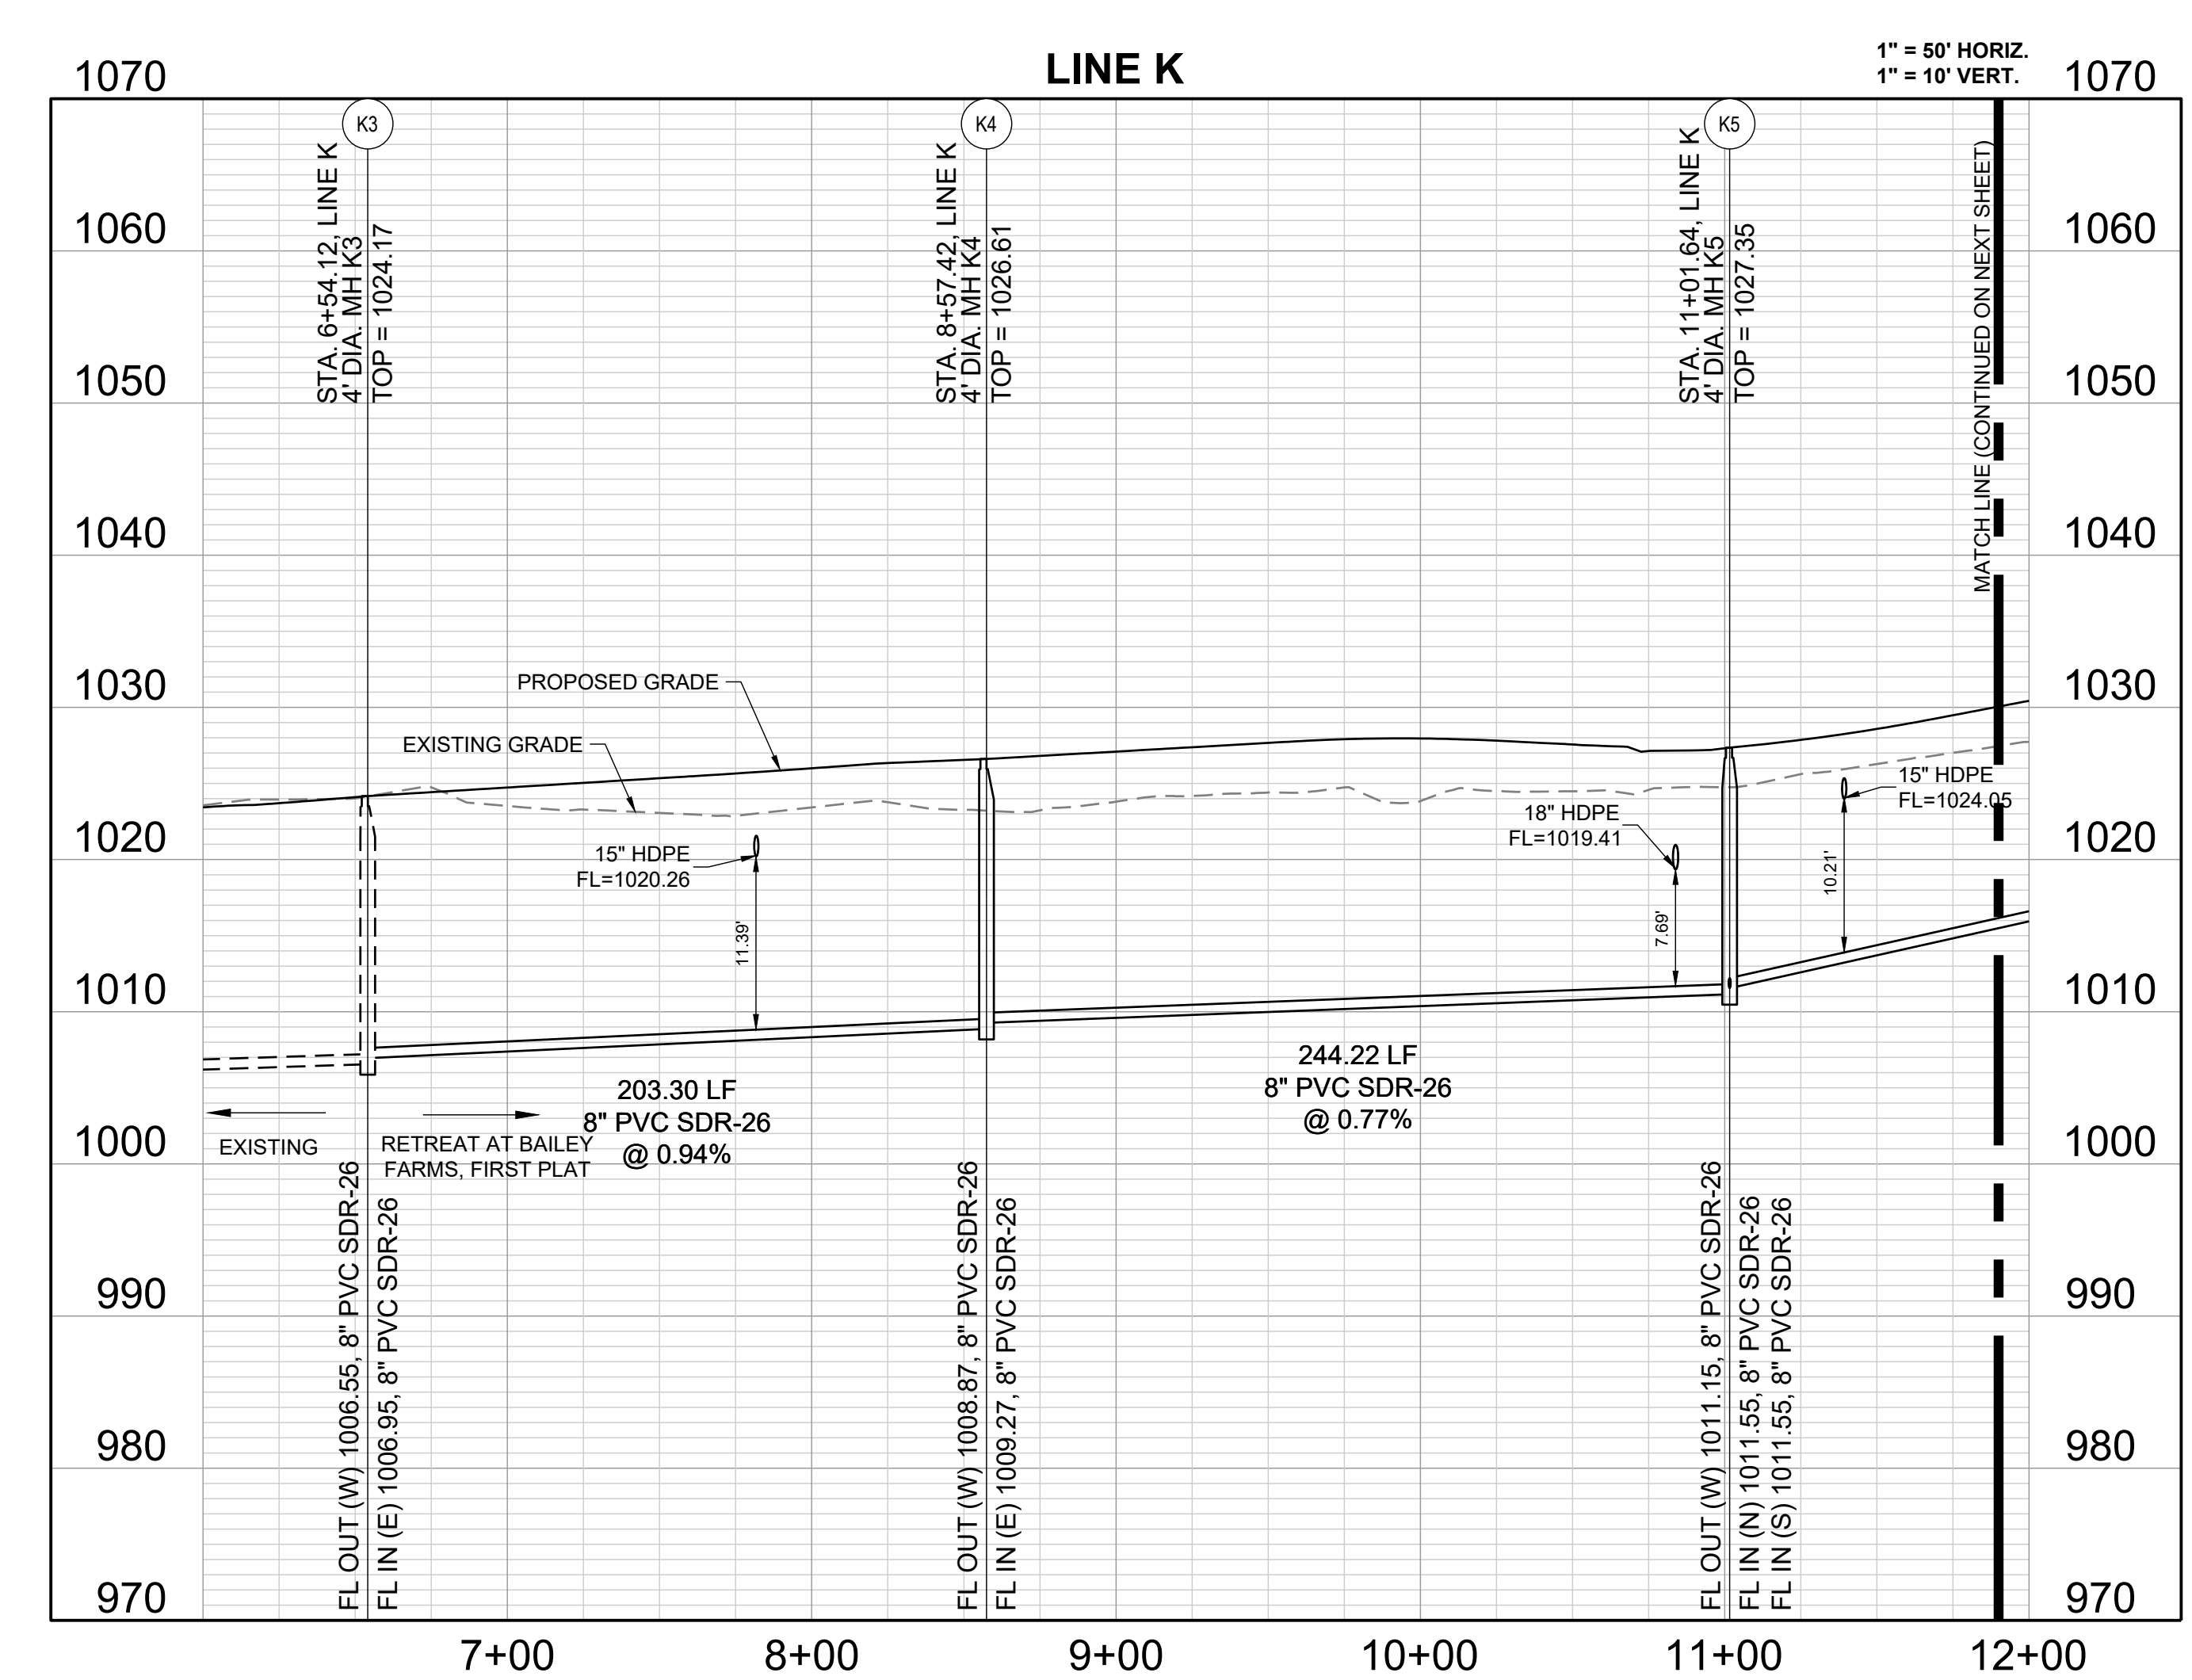 LINE K
1" = 50' HORIZ.
1" = 10' VERT.
1070
1070
1060
1060
1050
1050
1040
1040
1030
1030
1020
1020
1010
1010
1000
1000
990
990
980
980
970
970
K3
K4
K5
STA. 6+54.12, LINE K
4' DIA. MH K3
TOP = 1024.17
STA. 8+57.42, LINE K
4' DIA. MH K4
TOP = 1026.61
STA. 11+01.64, LINE K
4' DIA. MH K5
TOP = 1027.35
MATCH LINE (CONTINUED ON NEXT SHEET)
PROPOSED GRADE
EXISTING GRADE
15" HDPE
FL=1020.26
11.39'
18" HDPE
FL=1019.41
7.69'
15" HDPE
FL=1024.05
10.21'
203.30 LF
8" PVC SDR-26
@ 0.94%
244.22 LF
8" PVC SDR-26
@ 0.77%
EXISTING
RETREAT AT BAILEY
FARMS, FIRST PLAT
FL OUT (W) 1006.55, 8" PVC SDR-26
FL IN (E) 1006.95, 8" PVC SDR-26
FL OUT (W) 1008.87, 8" PVC SDR-26
FL IN (E) 1009.27, 8" PVC SDR-26
FL OUT (W) 1011.15, 8" PVC SDR-26
FL IN (N) 1011.55, 8" PVC SDR-26
FL IN (S) 1011.55, 8" PVC SDR-26
7+00
8+00
9+00
10+00
11+00
12+00